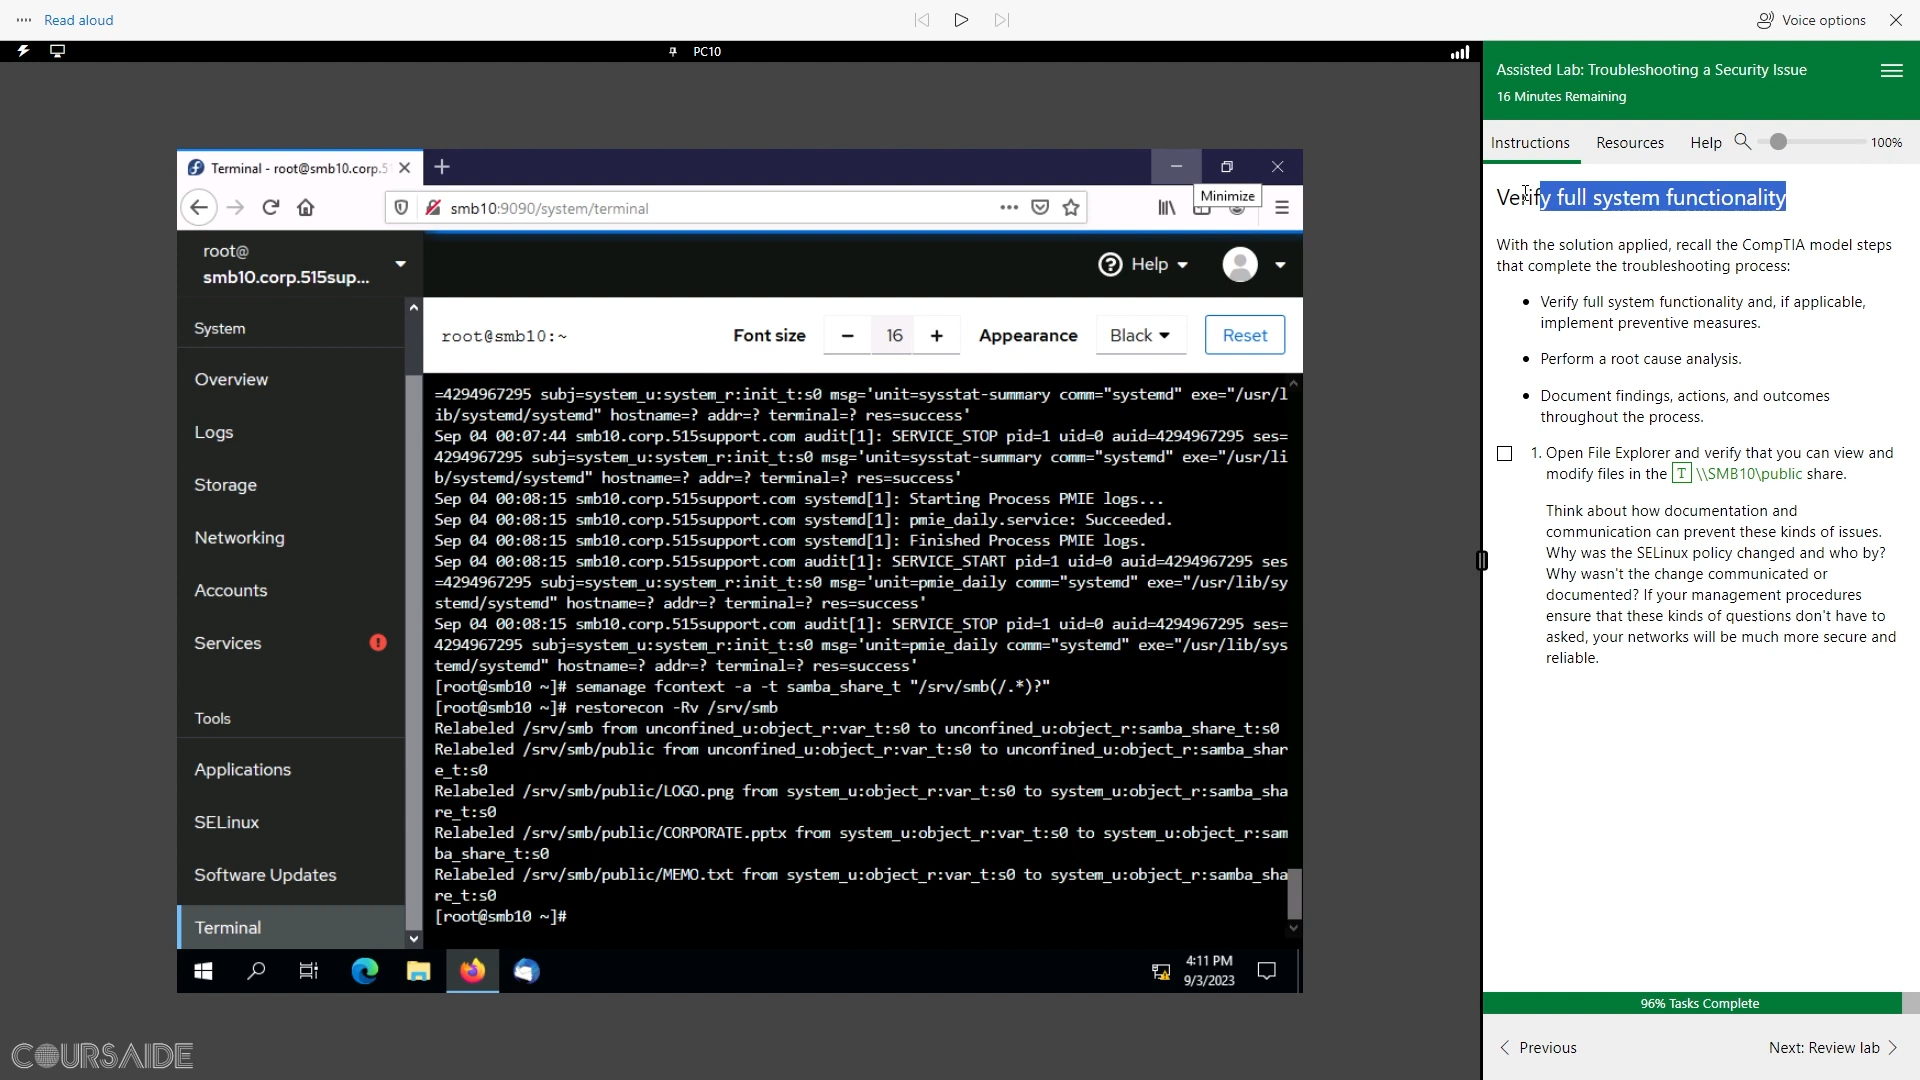 Read aloud
Voice options
PC10
Terminal - root@smb10.corp.5
Minimize
smb10:9090/system/terminal
root@
smb10.corp.515sup...
Help
System
Overview
Logs
Storage
Networking
Accounts
Services
Tools
Applications
SELinux
Software Updates
Terminal
root@smb10:~
Font size
16
Appearance
Black
Reset
=4294967295 subj=system_u:system_r:init_t:s0 msg='unit=sysstat-summary comm="systemd" exe="/usr/l
ib/systemd/systemd" hostname=? addr=? terminal=? res=success'
Sep 04 00:07:44 smb10.corp.515support.com audit[1]: SERVICE_STOP pid=1 uid=0 auid=4294967295 ses=
4294967295 subj=system_u:system_r:init_t:s0 msg='unit=sysstat-summary comm="systemd" exe="/usr/li
b/systemd/systemd" hostname=? addr=? terminal=? res=success'
Sep 04 00:08:15 smb10.corp.515support.com systemd[1]: Starting Process PMIE logs...
Sep 04 00:08:15 smb10.corp.515support.com systemd[1]: pmie_daily.service: Succeeded.
Sep 04 00:08:15 smb10.corp.515support.com systemd[1]: Finished Process PMIE logs.
Sep 04 00:08:15 smb10.corp.515support.com audit[1]: SERVICE_START pid=1 uid=0 auid=4294967295 ses
=4294967295 subj=system_u:system_r:init_t:s0 msg='unit=pmie_daily comm="systemd" exe="/usr/lib/sy
stemd/systemd" hostname=? addr=? terminal=? res=success'
Sep 04 00:08:15 smb10.corp.515support.com audit[1]: SERVICE_STOP pid=1 uid=0 auid=4294967295 ses=
4294967295 subj=system_u:system_r:init_t:s0 msg='unit=pmie_daily comm="systemd" exe="/usr/lib/sys
temd/systemd" hostname=? addr=? terminal=? res=success'
[root@smb10 ~]# semanage fcontext -a -t samba_share_t "/srv/smb(/.*)?"
[root@smb10 ~]# restorecon -Rv /srv/smb
Relabeled /srv/smb from unconfined_u:object_r:var_t:s0 to unconfined_u:object_r:samba_share_t:s0
Relabeled /srv/smb/public from unconfined_u:object_r:var_t:s0 to unconfined_u:object_r:samba_shar
e_t:s0
Relabeled /srv/smb/public/LOGO.png from system_u:object_r:var_t:s0 to system_u:object_r:samba_sha
re_t:s0
Relabeled /srv/smb/public/CORPORATE.pptx from system_u:object_r:var_t:s0 to system_u:object_r:sam
ba_share_t:s0
Relabeled /srv/smb/public/MEMO.txt from system_u:object_r:var_t:s0 to system_u:object_r:samba_sha
re_t:s0
[root@smb10 ~]#
4:11 PM
9/3/2023
COURSAIDE
Assisted Lab: Troubleshooting a Security Issue
16 Minutes Remaining
Instructions
Resources
Help
100%
Verify full system functionality
With the solution applied, recall the CompTIA model steps
that complete the troubleshooting process:
• Verify full system functionality and, if applicable,
implement preventive measures.
• Perform a root cause analysis.
• Document findings, actions, and outcomes
throughout the process.
1. Open File Explorer and verify that you can view and
modify files in the T \\SMB10\public share.
Think about how documentation and
communication can prevent these kinds of issues.
Why was the SELinux policy changed and who by?
Why wasn't the change communicated or
documented? If your management procedures
ensure that these kinds of questions don't have to
asked, your networks will be much more secure and
reliable.
96% Tasks Complete
Previous
Next: Review lab